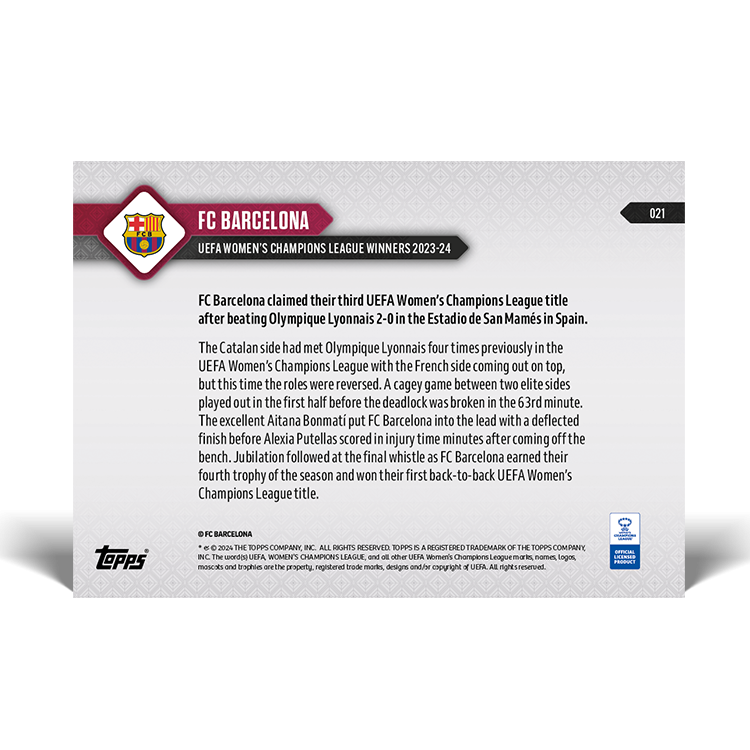 FC BARCELONA
021
UEFA WOMEN'S CHAMPIONS LEAGUE WINNERS 2023-24
FCB
FC Barcelona claimed their third UEFA Women's Champions League title
after beating Olympique Lyonnais 2-0 in the Estadio de San Mamés in Spain.
The Catalan side had met Olympique Lyonnais four times previously in the
UEFA Women's Champions League with the French side coming out on top,
but this time the roles were reversed. A cagey game between two elite sides
played out in the first half before the deadlock was broken in the 63rd minute.
The excellent Aitana Bonmatí put FC Barcelona into the lead with a deflected
finish before Alexia Putellas scored in injury time minutes after coming off the
bench. Jubilation followed at the final whistle as FC Barcelona earned their
fourth trophy of the season and won their first back-to-back UEFA Women's
Champions League title.
© FC BARCELONA
* & © 2024 THE TOPPS COMPANY, INC. ALL RIGHTS RESERVED. TOPPS IS A REGISTERED TRADEMARK OF THE TOPPS COMPANY,
INC. The word(s) UEFA, WOMEN'S CHAMPIONS LEAGUE, and all other UEFA Women's Champions League marks, names, logos,
mascots and trophies are the property, registered trade marks, designs and/or copyright of UEFA. All rights reserved.
TOPPS®
CHAMPIONS
LEAGUE
OFFICIAL
LICENSED
PRODUCT